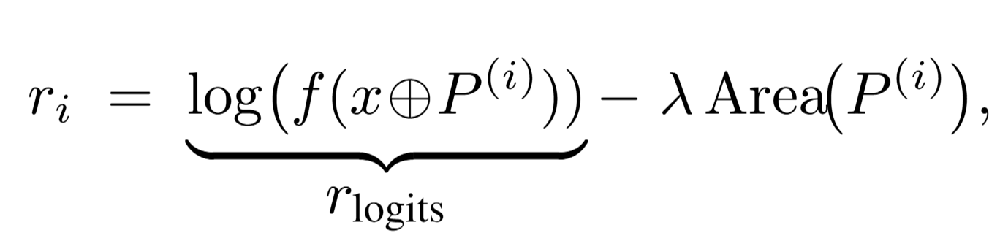 r_i = log(f(x⊕P^(i))) − λ Area(P^(i)),
r_logits